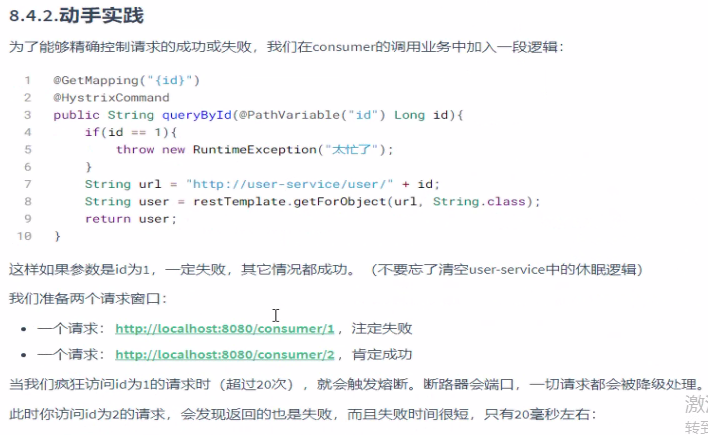 8.4.2.动手实践
为了能够精确控制请求的成功或失败，我们在consumer的调用业务中加入一段逻辑：
1 @GetMapping("{id}")
2 @HystrixCommand
3 public String queryById(@PathVariable("id") Long id){
4 if(id == 1){
5 throw new RuntimeException("太忙了");
6 }
7 String url = "http://user-service/user/" + id;
8 String user = restTemplate.getForObject(url, String.class);
9 return user;
10 }
这样如果参数是id为1，一定失败，其它情况都成功。（不要忘了清空user-service中的休眠逻辑）
我们准备两个请求窗口：
• 一个请求：http://localhost:8080/consumer/1，注定失败
• 一个请求：http://localhost:8080/consumer/2，肯定成功
当我们疯狂访问id为1的请求时（超过20次），就会触发熔断。断路器会端口，一切请求都会被降级处理。
此时你访问id为2的请求，会发现返回的也是失败，而且失败时间很短，只有20毫秒左右：
激
转到